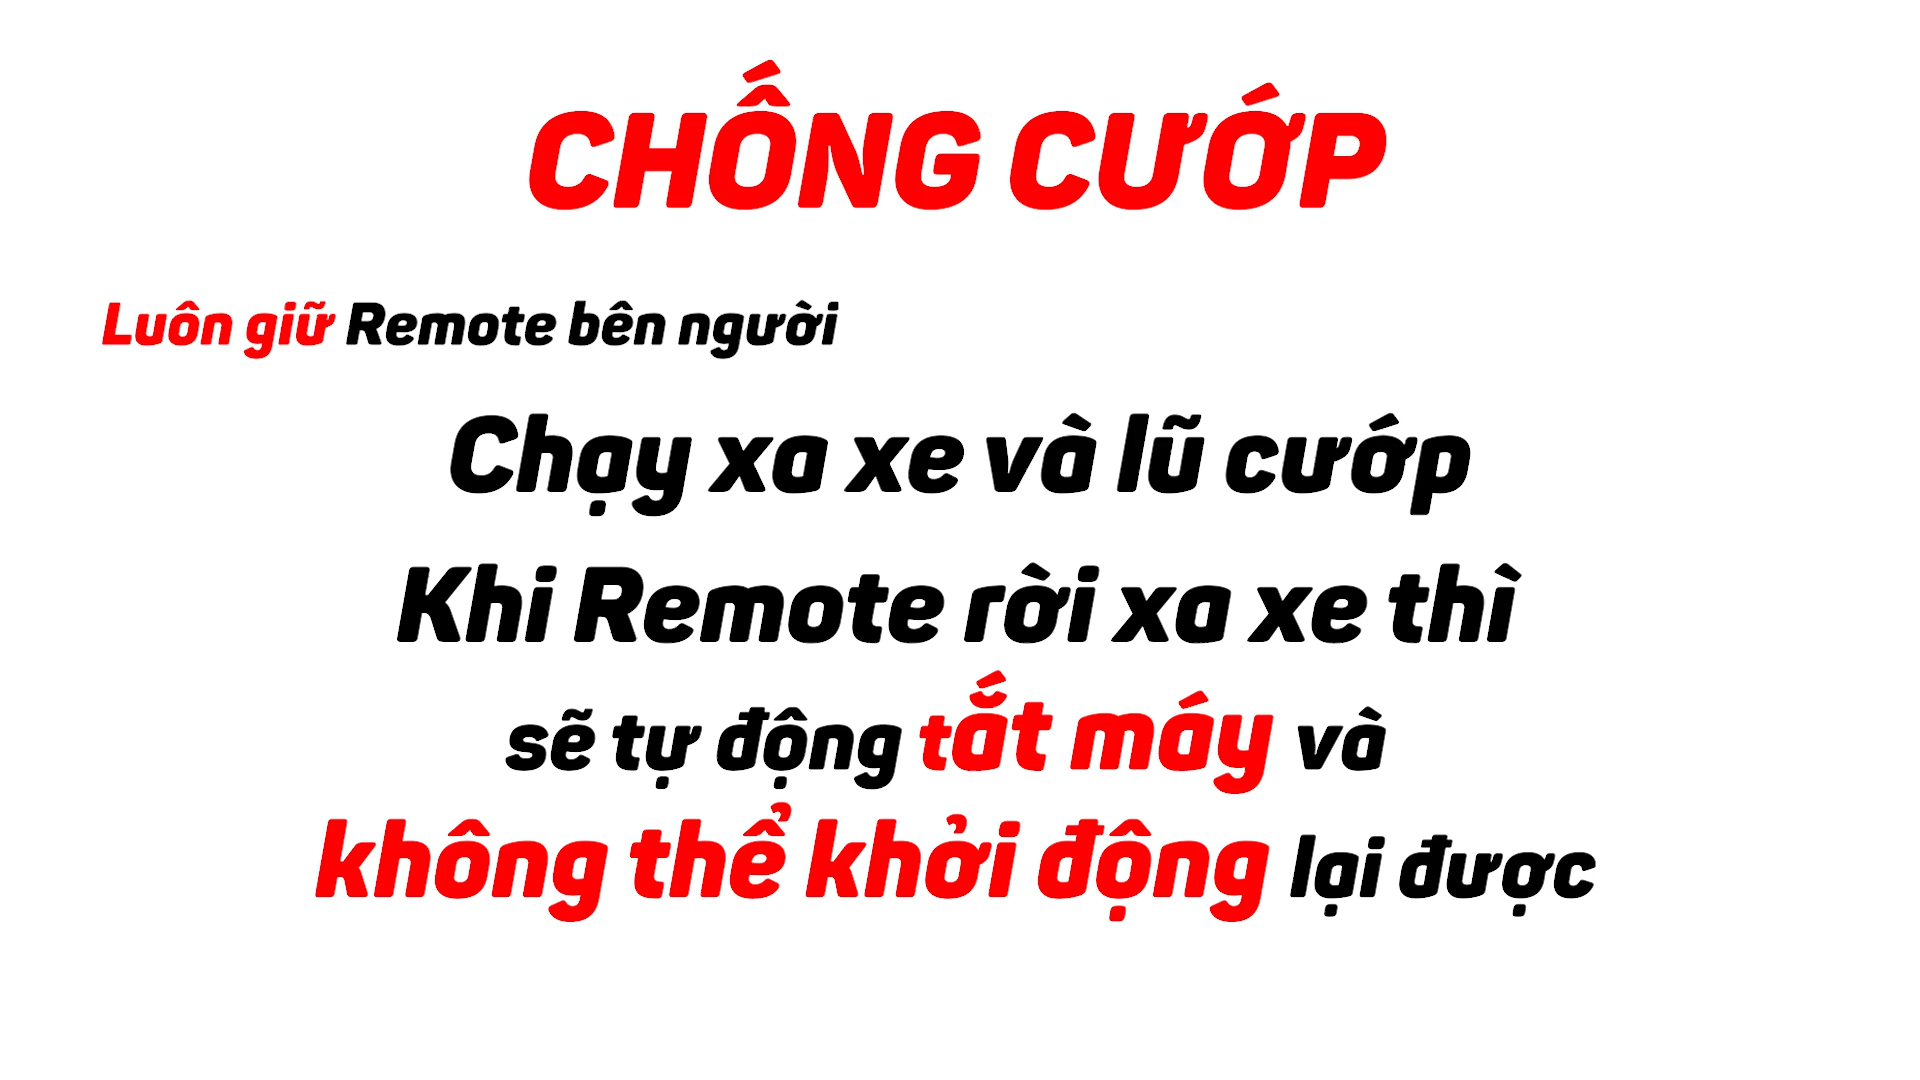 CHỐNG CƯỚP
Luôn giữ Remote bên người
Chạy xa xe và lũ cướp
Khi Remote rời xa xe thì
sẽ tự động tắt máy và
không thể khởi động lại được